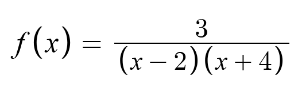 f(x) = 3 / ((x − 2)(x + 4))